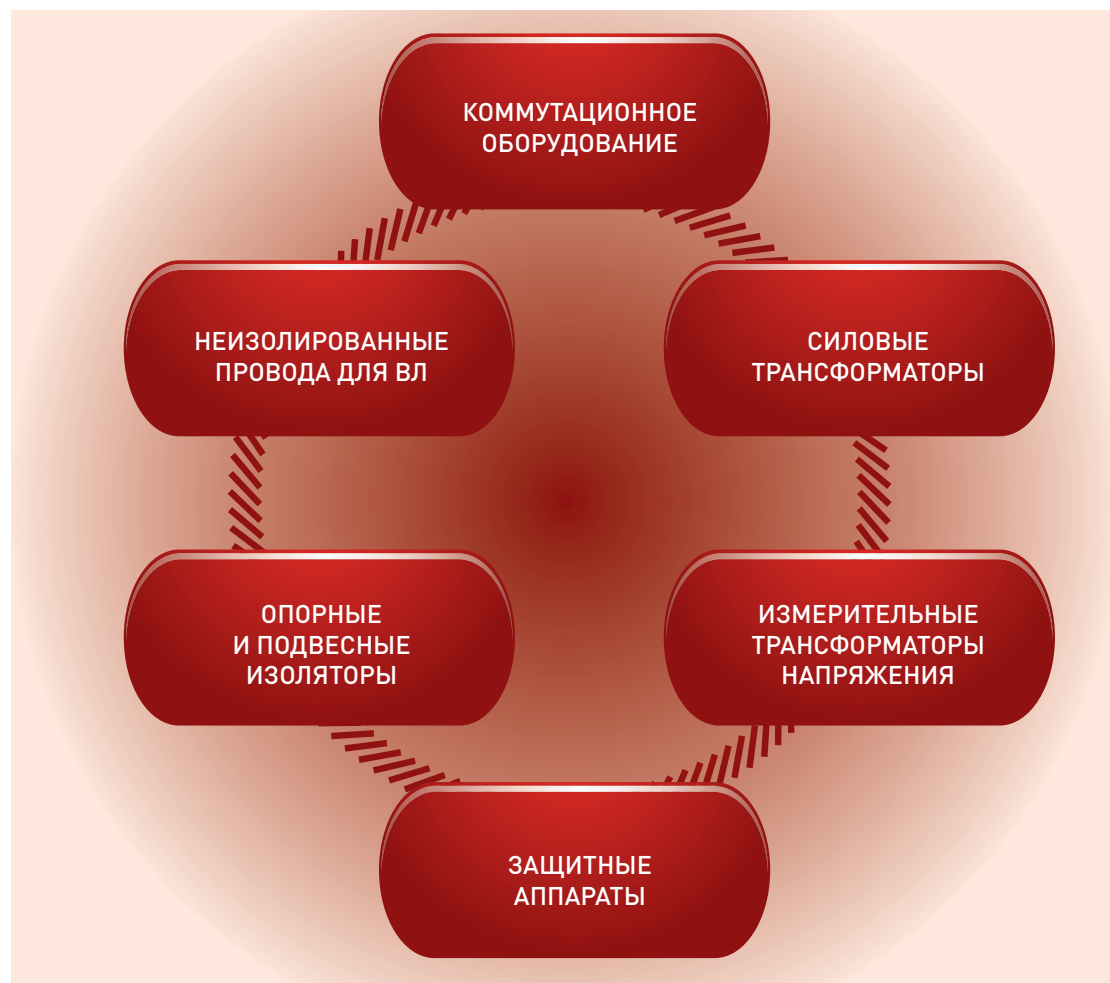 КОММУТАЦИОННОЕ
ОБОРУДОВАНИЕ
НЕИЗОЛИРОВАННЫЕ
ПРОВОДА ДЛЯ ВЛ
СИЛОВЫЕ
ТРАНСФОРМАТОРЫ
ОПОРНЫЕ
И ПОДВЕСНЫЕ
ИЗОЛЯТОРЫ
ИЗМЕРИТЕЛЬНЫЕ
ТРАНСФОРМАТОРЫ
НАПРЯЖЕНИЯ
ЗАЩИТНЫЕ
АППАРАТЫ